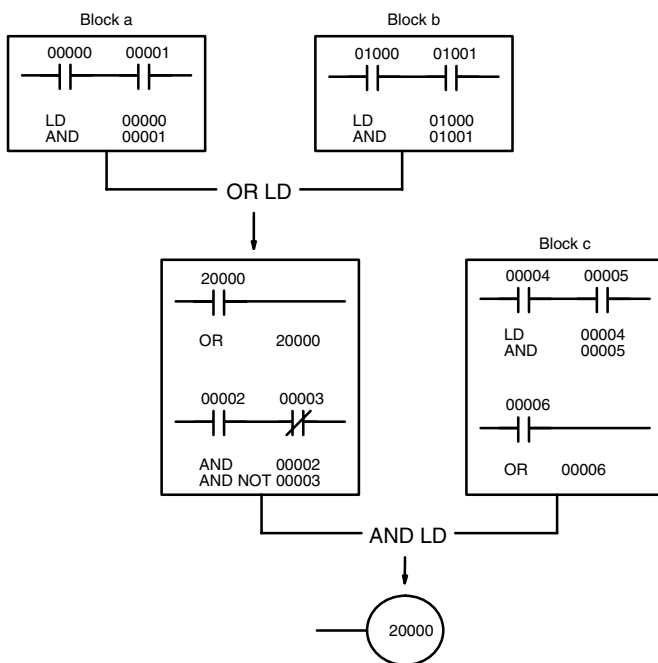 Block a
00000 00001
LD 00000
AND 00001
Block b
01000 01001
LD 01000
AND 01001
OR LD
20000
OR 20000
00002 00003
AND 00002
AND NOT 00003
Block c
00004 00005
LD 00004
AND 00005
00006
OR 00006
AND LD
20000